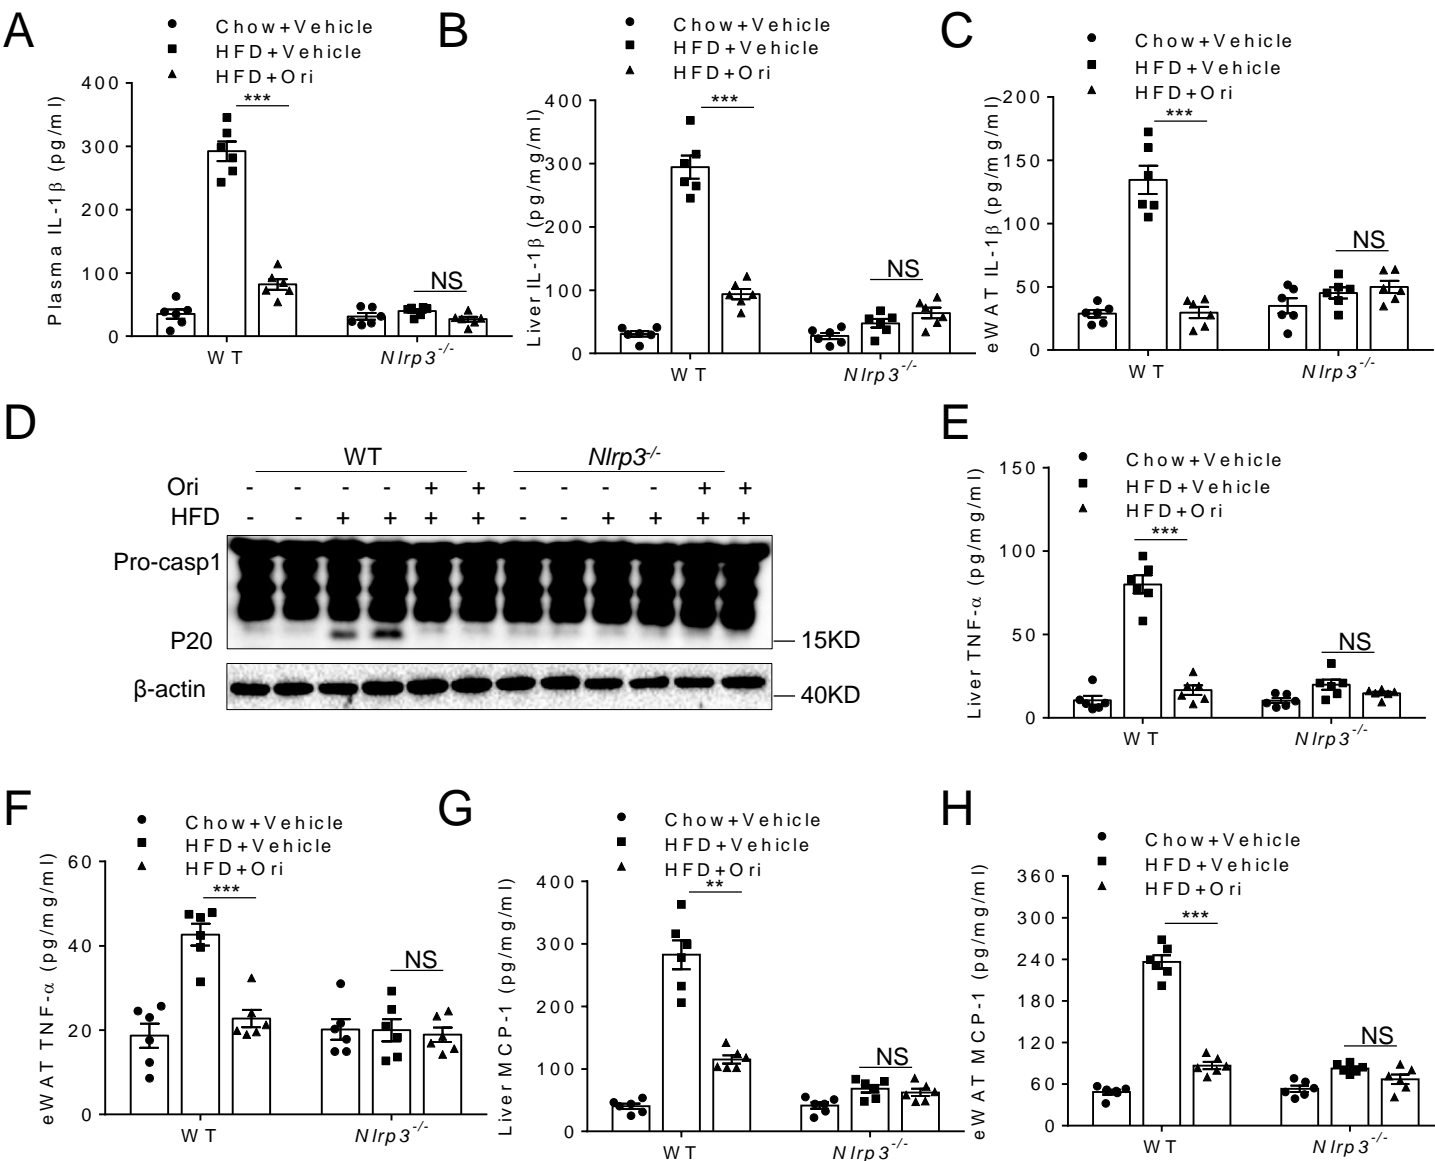 A
Chow+Vehicle
HFD+Vehicle
HFD+Ori
Plasma IL-1β (pg/ml)
400
300
200
100
0
***
NS
WT
Nlrp3-/-
B
Chow+Vehicle
HFD+Vehicle
HFD+Ori
Liver IL-1β (pg/mg/ml)
400
300
200
100
0
***
NS
WT
Nlrp3-/-
C
Chow+Vehicle
HFD+Vehicle
HFD+Ori
eWAT IL-1β (pg/mg/ml)
200
150
100
50
0
***
NS
WT
Nlrp3-/-
D
WT Nlrp3-/-
Ori - - - - + + - - - - + +
HFD - - + + + + - - + + + +
Pro-casp1
P20
15KD
β-actin
40KD
E
Chow+Vehicle
HFD+Vehicle
HFD+Ori
Liver TNF-α (pg/mg/ml)
150
100
50
0
***
NS
WT
Nlrp3-/-
F
Chow+Vehicle
HFD+Vehicle
HFD+Ori
eWAT TNF-α (pg/mg/ml)
60
40
20
0
***
NS
WT
Nlrp3-/-
G
Chow+Vehicle
HFD+Vehicle
HFD+Ori
Liver MCP-1 (pg/mg/ml)
400
300
200
100
0
**
NS
WT
Nlrp3-/-
H
Chow+Vehicle
HFD+Vehicle
HFD+Ori
eWAT MCP-1 (pg/mg/ml)
360
300
240
180
120
60
0
***
NS
WT
Nlrp3-/-